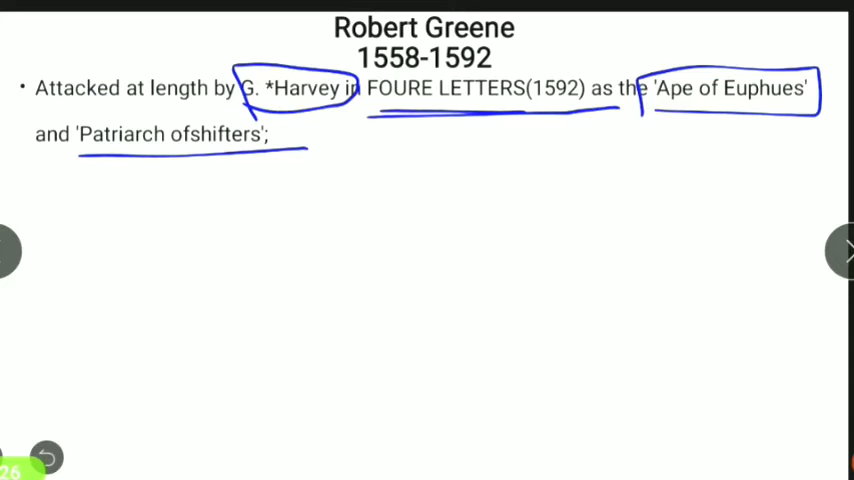 Robert Greene
1558-1592
• Attacked at length by G. *Harvey in FOURE LETTERS(1592) as the 'Ape of Euphues'
and 'Patriarch ofshifters';
26